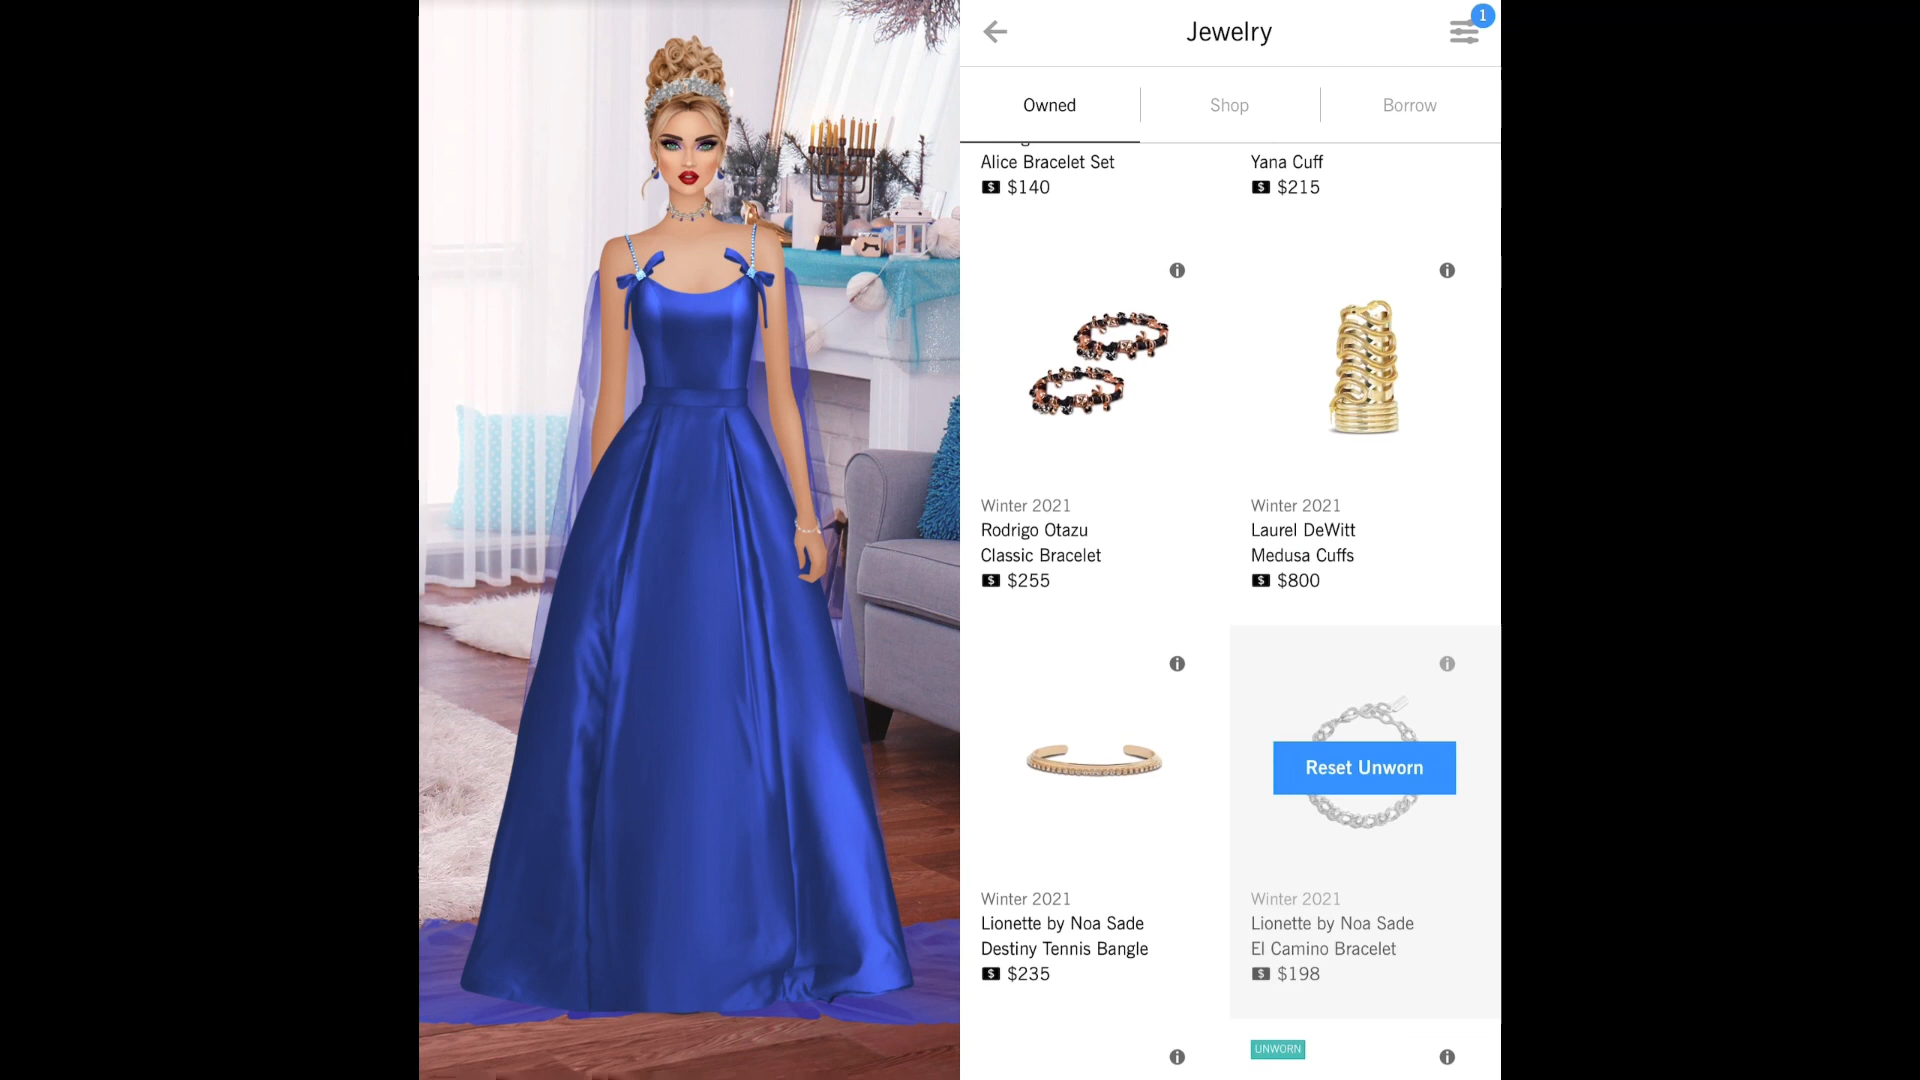 Jewelry
1
Owned
Shop
Borrow
Alice Bracelet Set
$ $140
Yana Cuff
$ $215
Winter 2021
Rodrigo Otazu
Classic Bracelet
$ $255
Winter 2021
Laurel DeWitt
Medusa Cuffs
$ $800
Winter 2021
Lionette by Noa Sade
Destiny Tennis Bangle
$ $235
Reset Unworn
Winter 2021
Lionette by Noa Sade
El Camino Bracelet
$ $198
UNWORN